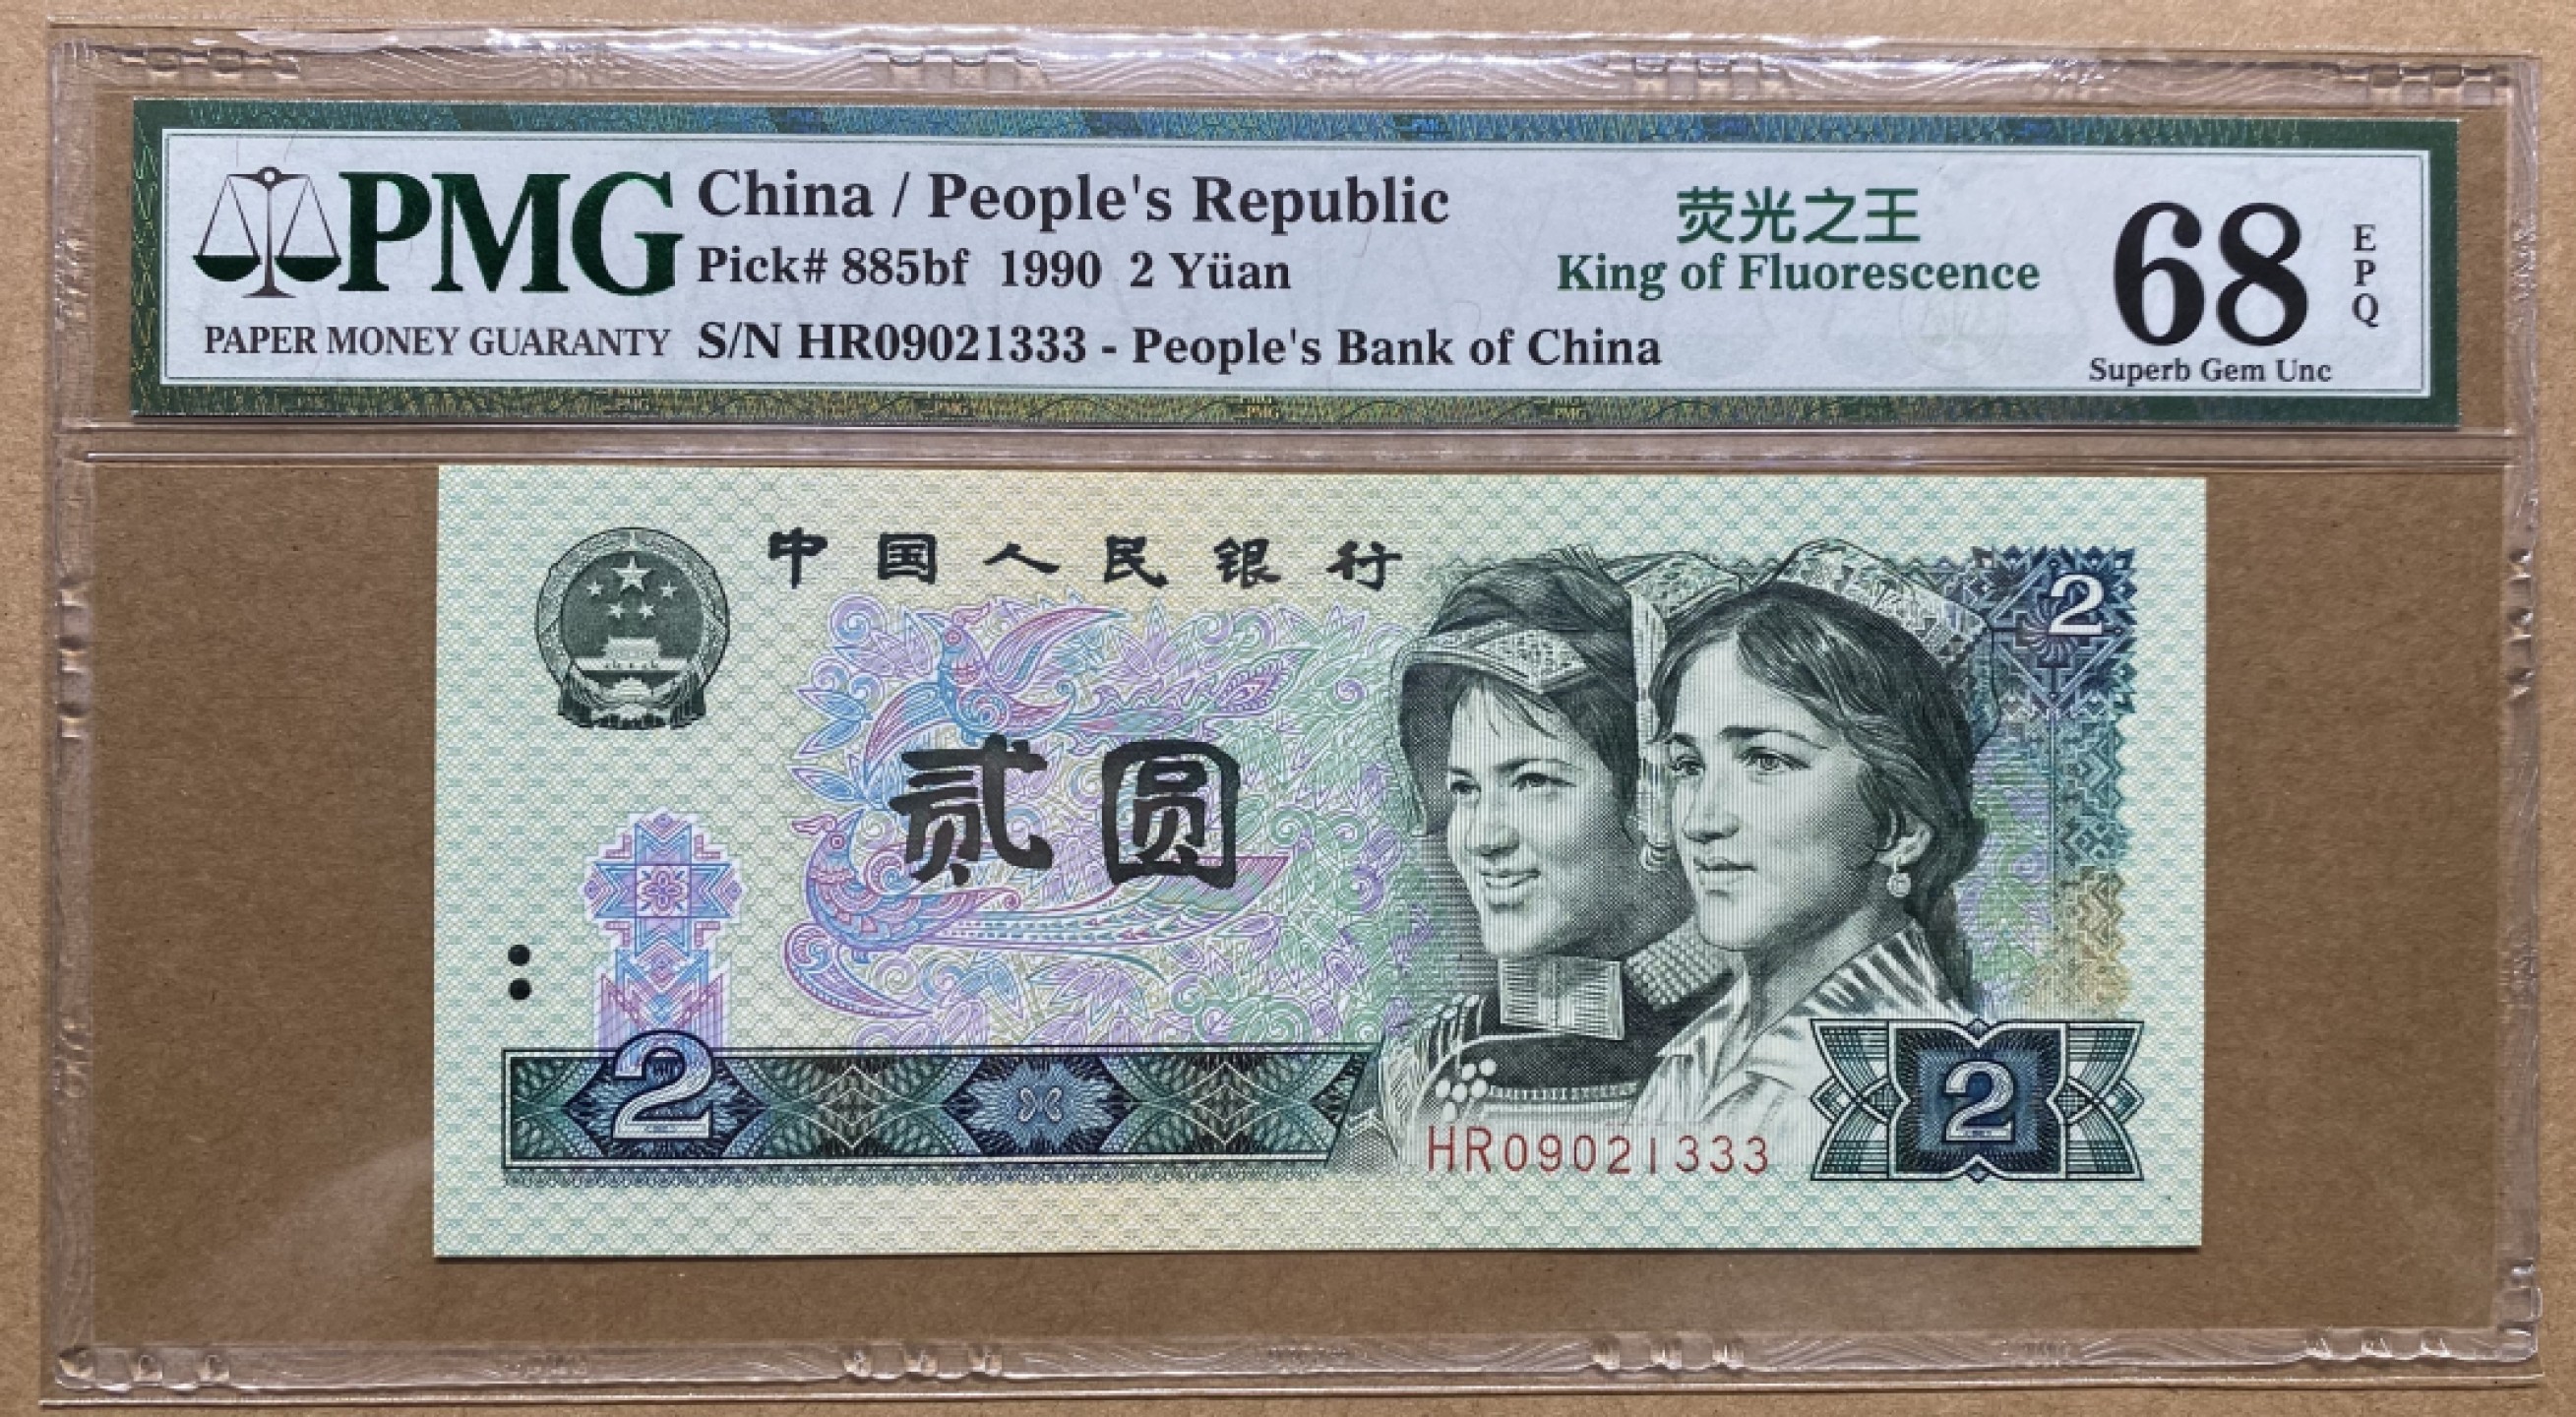 PMG
PAPER MONEY GUARANTY
China / People's Republic
Pick# 885bf 1990 2 Yüan
S/N HR09021333 - People's Bank of China
荧光之王
King of Fluorescence
68
EPQ
Superb Gem Unc
中国人民银行
2
贰圆
2
2
HR09021333